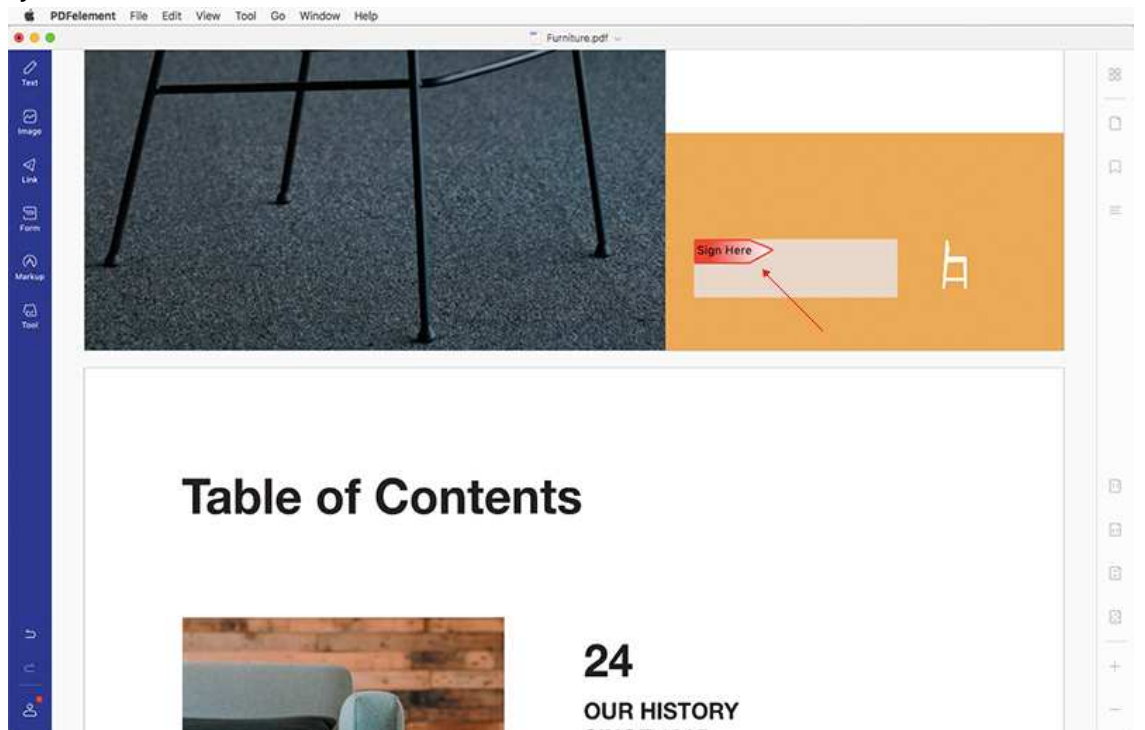 PDFelement File Edit View Tool Go Window Help
Furniture.pdf
Text
Image
Link
Form
Markup
Tool
Sign Here
Table of Contents
24
OUR HISTORY